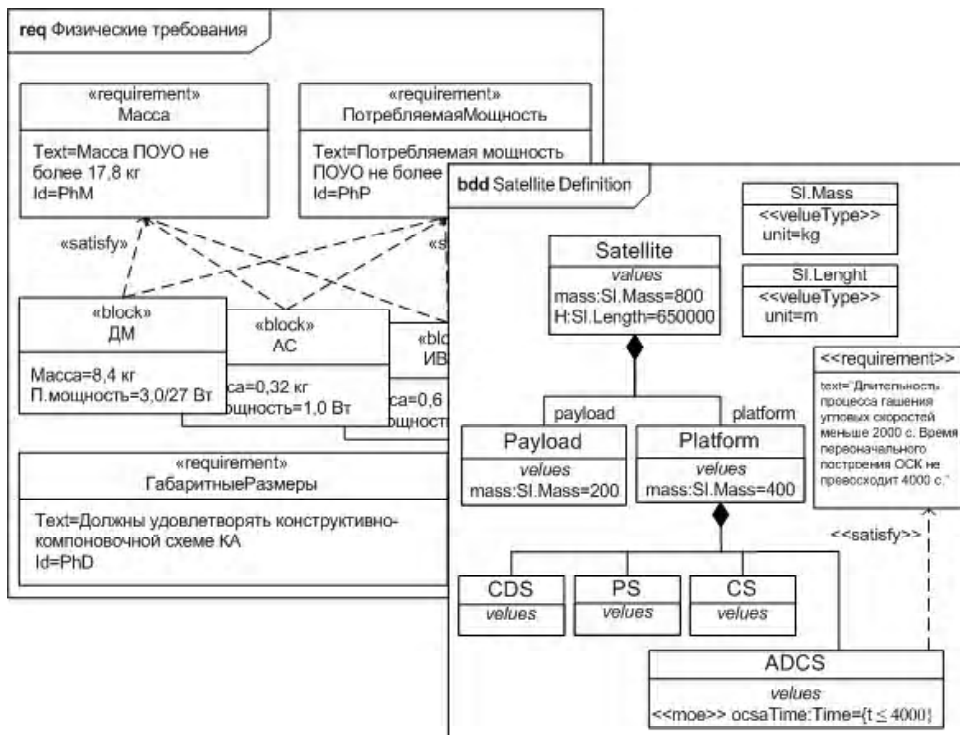 req Физические требования
«requirement»
Масса
Text=Масса ПОУО не
более 17,8 кг
Id=PhM
«requirement»
ПотребляемаяМощность
Text=Потребляемая мощность
ПОУО не более
Id=PhP
«satisfy»
«block»
ДМ
Масса=8,4 кг
П.мощность=3,0/27 Вт
«block»
АС
са=0,32 кг
ощность=1,0 Вт
ИВ
са=0,6
«requirement»
ГабаритныеРазмеры
Text=Должны удовлетворять конструктивно-
компоновочной схеме КА
Id=PhD
bdd Satellite Definition
SI.Mass
<<velueType>>
unit=kg
SI.Lenght
<<velueType>>
unit=m
Satellite
values
mass:SI.Mass=800
H:SI.Length=650000
payload
platform
Payload
velues
mass:SI.Mass=200
Platform
velues
mass:SI.Mass=400
<<requirement>>
text="Длительность
процесса гашения
угловых скоростей
меньше 2000 с. Время
первоначального
построения ОСК не
превосходит 4000 с."
<<satisfy>>
CDS
velues
PS
velues
CS
velues
ADCS
velues
<<moe>> ocsaTime:Time={t ≤ 4000}